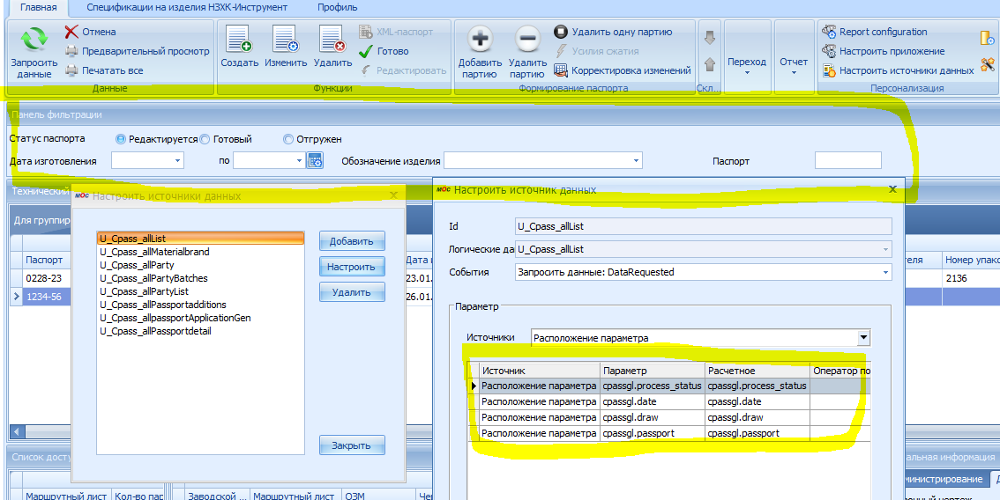 Главная Спецификации на изделия НЗХК-Инструмент Профиль
Запросить данные
Отмена
Предварительный просмотр
Печатать все
Данные
Создать Изменить Удалить
XML-паспорт
Готово
Редактировать
Функции
Добавить партию
Удалить партию
Удалить одну партию
Усилия сжатия
Корректировка изменений
Формирование паспорта
Скл...
Переход
Отчет
Report configuration
Настроить приложение
Настроить источники данных
Персонализация
Панель фильтрации
Статус паспорта Редактируется Готовый Отгружен
Дата изготовления по Обозначение изделия Паспорт
Технический
Для группир
Паспорт
0228-23
1234-56
мОс Настроить источники данных
U_Cpass_allList
U_Cpass_allMaterialbrand
U_Cpass_allParty
U_Cpass_allPartyBatches
U_Cpass_allPartyList
U_Cpass_allPassportadditions
U_Cpass_allpassportApplicationGen
U_Cpass_allPassportdetail
Добавить
Настроить
Удалить
Закрыть
Дата и
23.01.
26.01.
мОс Настроить источник данных
Id U_Cpass_allList
Логические да U_Cpass_allList
События Запросить данные: DataRequested
Параметр
Источники Расположение параметра
Источник Параметр Расчетное Оператор по
Расположение параметра cpassgl.process_status cpassgl.process_status
Расположение параметра cpassgl.date cpassgl.date
Расположение параметра cpassgl.draw cpassgl.draw
Расположение параметра cpassgl.passport cpassgl.passport
теля Номер упако
2136
Список досту
альная информация
министрирование
Маршрутный лист Кол-во пар
Заводской ... Маршрутный лист ОЗМ Че